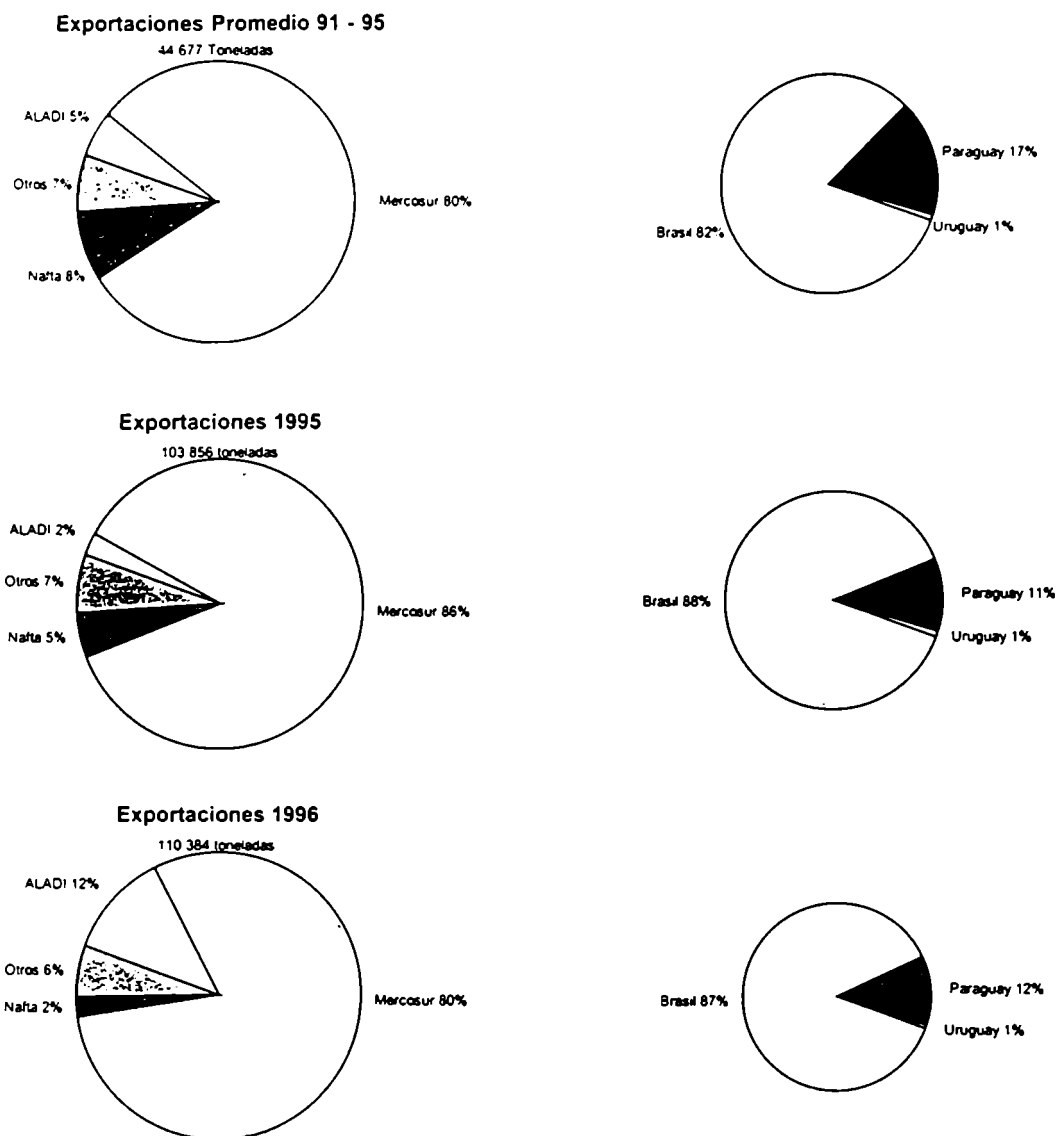 Exportaciones Promedio 91 - 95
44 677 Toneladas
ALADI 5%
Otros 7%
Nafta 8%
Mercosur 80%
Paraguay 17%
Uruguay 1%
Brasil 82%
Exportaciones 1995
103 856 toneladas
ALADI 2%
Otros 7%
Nafta 5%
Mercosur 86%
Brasil 88%
Paraguay 11%
Uruguay 1%
Exportaciones 1996
110 384 toneladas
ALADI 12%
Otros 6%
Nafta 2%
Mercosur 80%
Brasil 87%
Paraguay 12%
Uruguay 1%